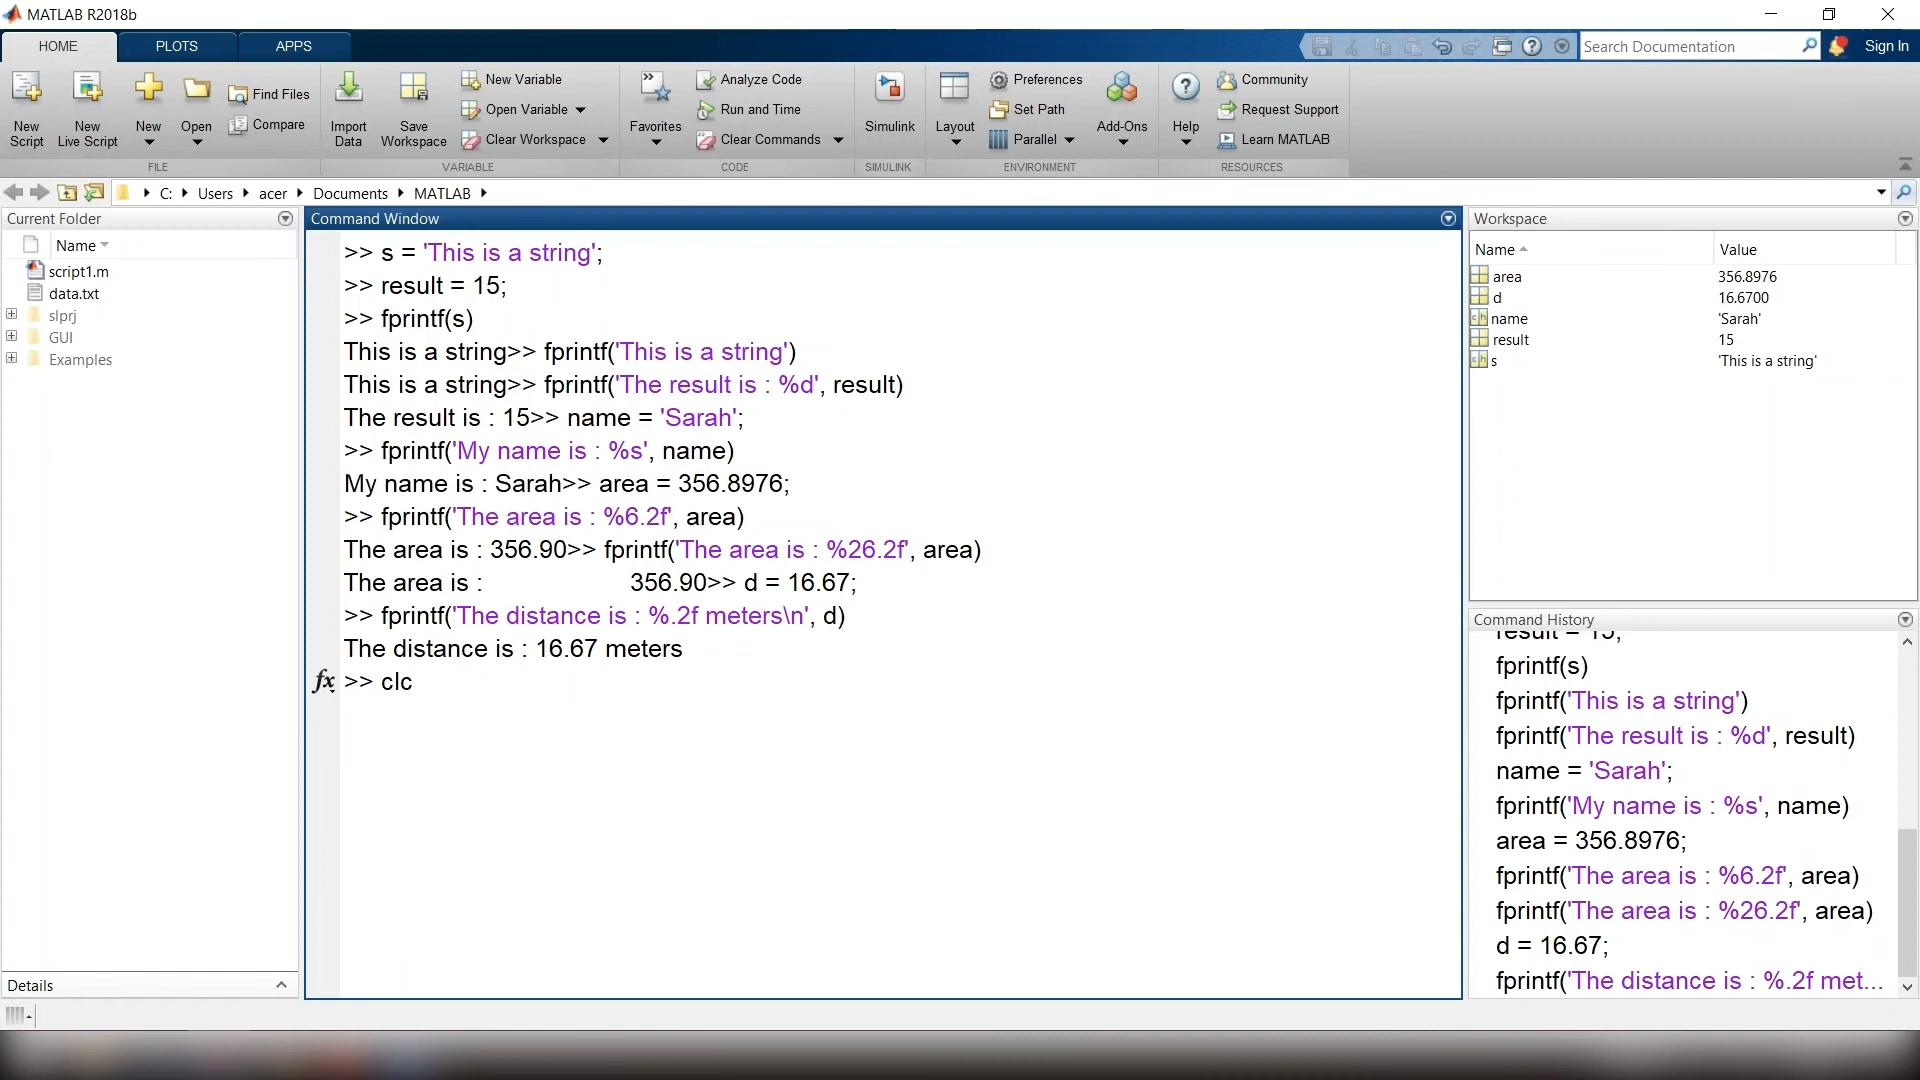 MATLAB R2018b
HOME PLOTS APPS
Search Documentation
Sign In
New Script
New Live Script
New
Open
Find Files
Compare
Import Data
Save Workspace
New Variable
Open Variable
Clear Workspace
Favorites
Analyze Code
Run and Time
Clear Commands
Simulink
Layout
Preferences
Set Path
Parallel
Add-Ons
Help
Community
Request Support
Learn MATLAB
FILE VARIABLE CODE SIMULINK ENVIRONMENT RESOURCES
C: Users acer Documents MATLAB
Current Folder
Name
script1.m
data.txt
slprj
GUI
Examples
Details
Command Window
>> s = 'This is a string';
>> result = 15;
>> fprintf(s)
This is a string>> fprintf('This is a string')
This is a string>> fprintf('The result is : %d', result)
The result is : 15>> name = 'Sarah';
>> fprintf('My name is : %s', name)
My name is : Sarah>> area = 356.8976;
>> fprintf('The area is : %6.2f', area)
The area is : 356.90>> fprintf('The area is : %26.2f', area)
The area is :                     356.90>> d = 16.67;
>> fprintf('The distance is : %.2f meters\n', d)
The distance is : 16.67 meters
fx >> clc
Workspace
Name Value
area 356.8976
d 16.6700
name 'Sarah'
result 15
s 'This is a string'
Command History
result = 15;
fprintf(s)
fprintf('This is a string')
fprintf('The result is : %d', result)
name = 'Sarah';
fprintf('My name is : %s', name)
area = 356.8976;
fprintf('The area is : %6.2f', area)
fprintf('The area is : %26.2f', area)
d = 16.67;
fprintf('The distance is : %.2f met...